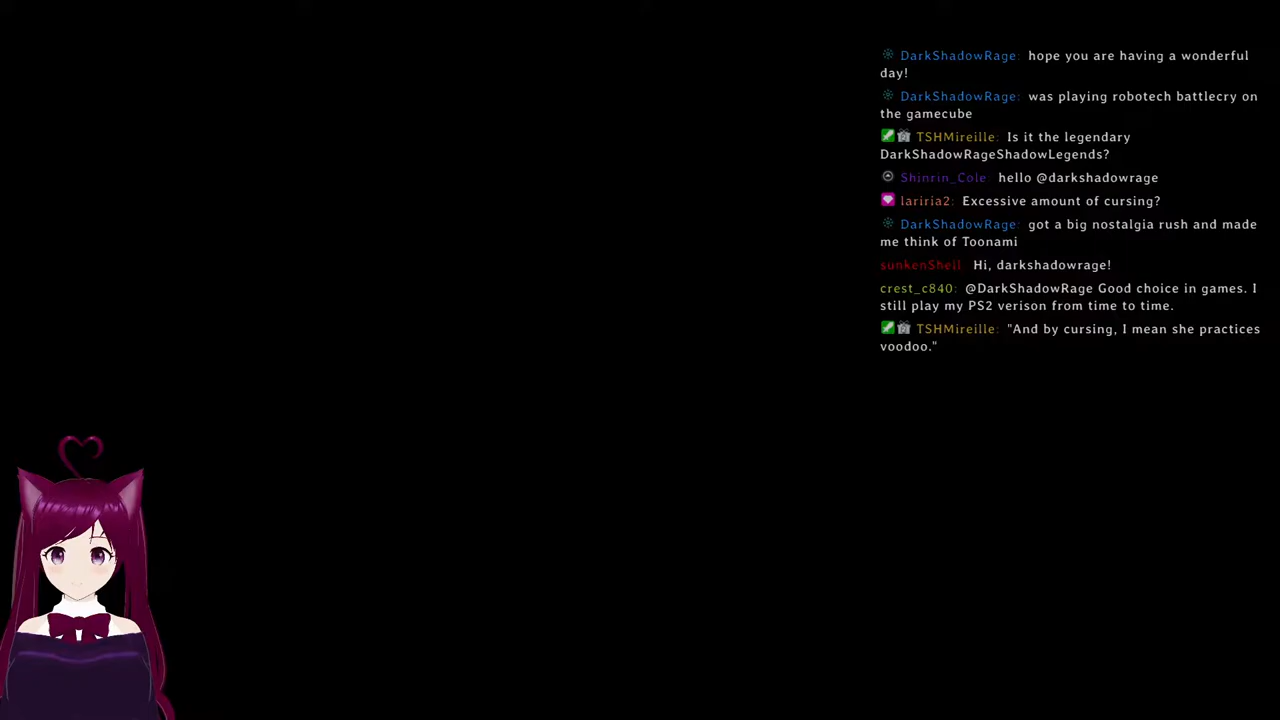 DarkShadowRage: hope you are having a wonderful
day!
DarkShadowRage: was playing robotech battlecry on
the gamecube
TSHMireille: Is it the legendary
DarkShadowRageShadowLegends?
Shinrin_Cole: hello @darkshadowrage
lariria2: Excessive amount of cursing?
DarkShadowRage: got a big nostalgia rush and made
me think of Toonami
sunkenShell: Hi, darkshadowrage!
crest_c840: @DarkShadowRage Good choice in games. I
still play my PS2 verison from time to time.
TSHMireille: "And by cursing, I mean she practices
voodoo."